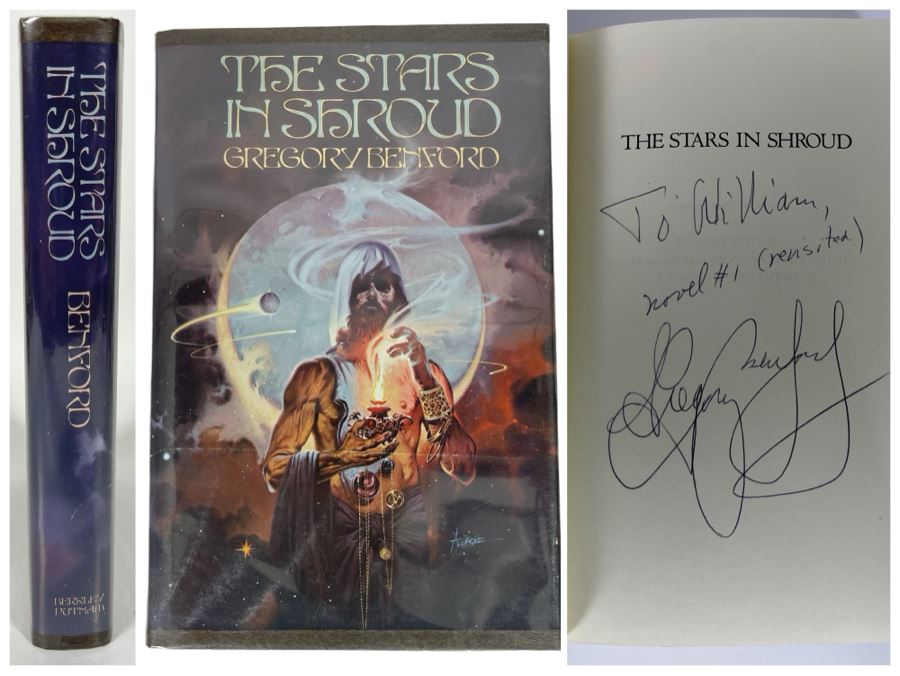 THE STARS
IN SHROUD
BENFORD
BERKLEY
PUTNAM
THE STARS
IN SHROUD
GREGORY BENFORD
THE STARS IN SHROUD
To William,
novel #1 (revisited)
Gregory Benford